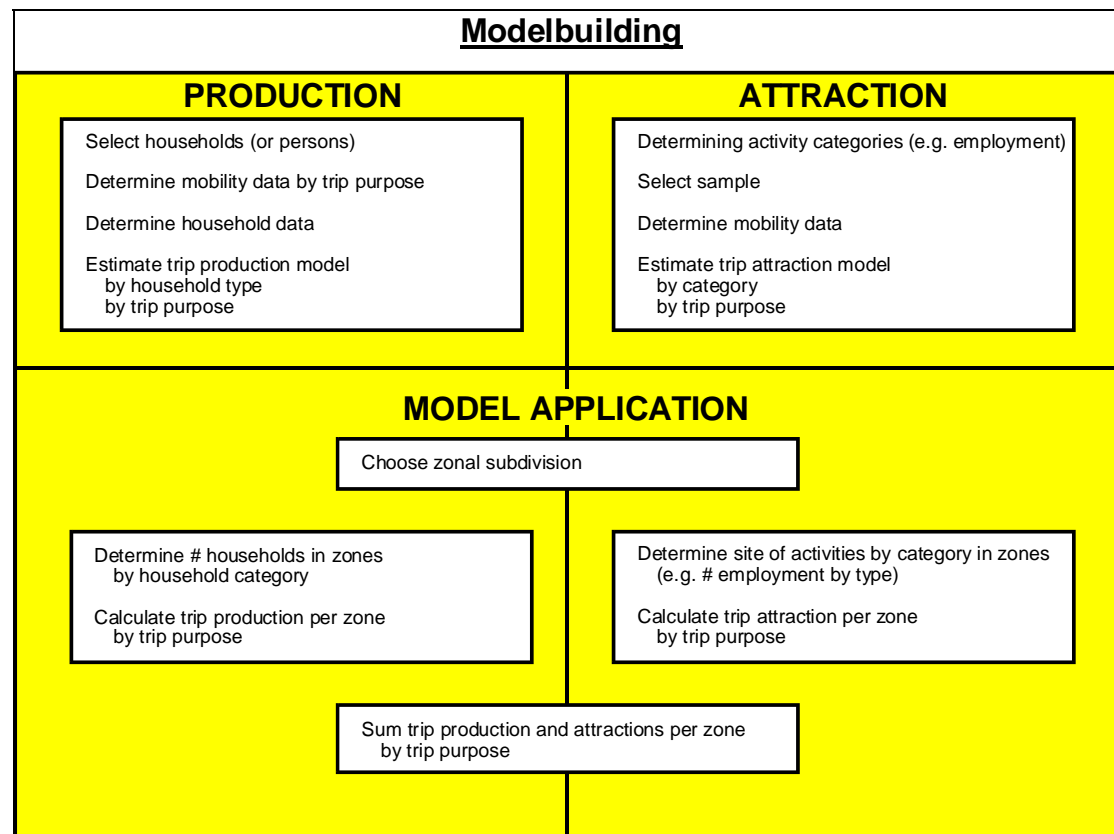 Modelbuilding
PRODUCTION
Select households (or persons)
Determine mobility data by trip purpose
Determine household data
Estimate trip production model
by household type
by trip purpose
ATTRACTION
Determining activity categories (e.g. employment)
Select sample
Determine mobility data
Estimate trip attraction model
by category
by trip purpose
MODEL APPLICATION
Choose zonal subdivision
Determine # households in zones
by household category
Calculate trip production per zone
by trip purpose
Determine site of activities by category in zones
(e.g. # employment by type)
Calculate trip attraction per zone
by trip purpose
Sum trip production and attractions per zone
by trip purpose